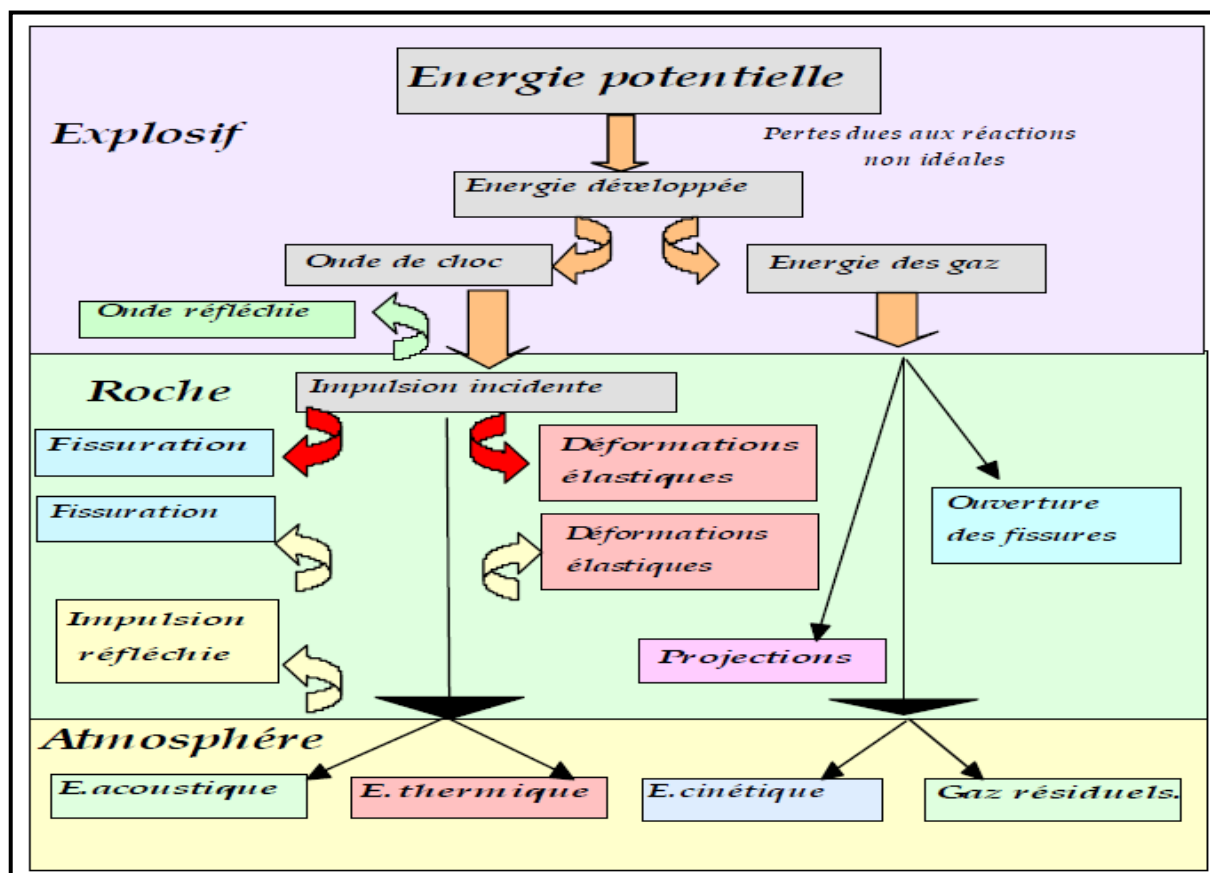 Energie potentielle
Explosif
Pertes dues aux réactions
non idéales
Energie développée
Onde de choc
Energie des gaz
Onde réfléchie
Roche
Impulsion incidente
Fissuration
Déformations
élastiques
Fissuration
Déformations
élastiques
Ouverture
des fissures
Impulsion
réfléchie
Projections
Atmosphére
E. acoustique
E. thermique
E. cinétique
Gaz résiduels.